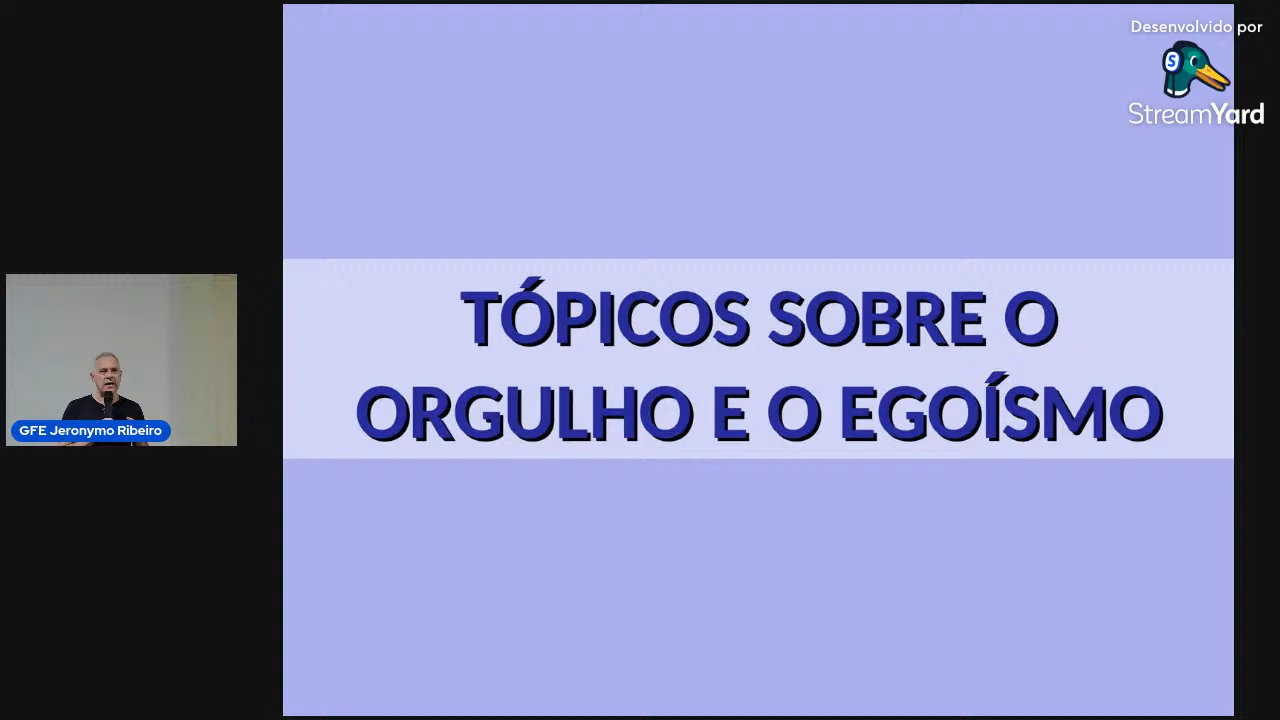 Desenvolvido por
S
StreamYard
TÓPICOS SOBRE O
ORGULHO E O EGOÍSMO
GFE Jeronymo Ribeiro